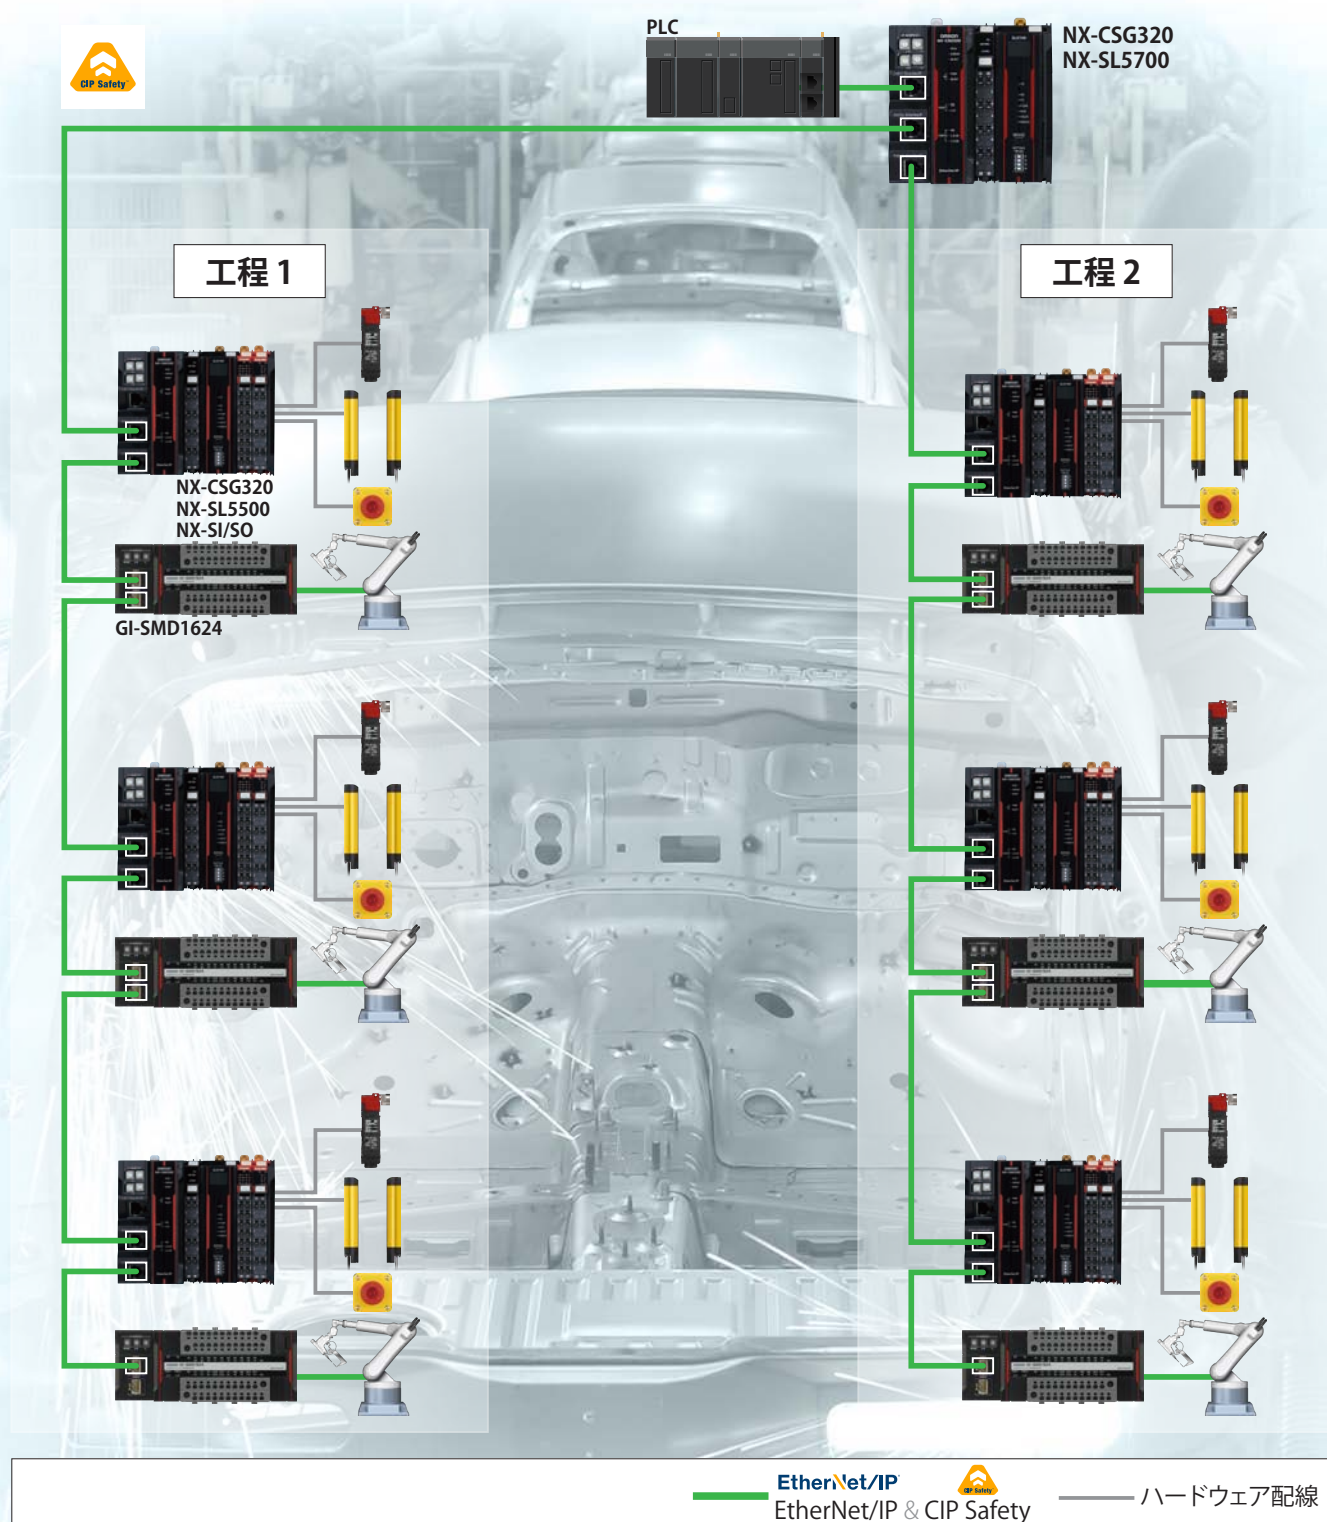 CIP Safety
PLC
NX-CSG320
NX-SL5700
工程 1
工程 2
NX-CSG320
NX-SL5500
NX-SI/SO
GI-SMD1624
EtherNet/IP
CIP Safety
EtherNet/IP & CIP Safety
ハードウェア配線